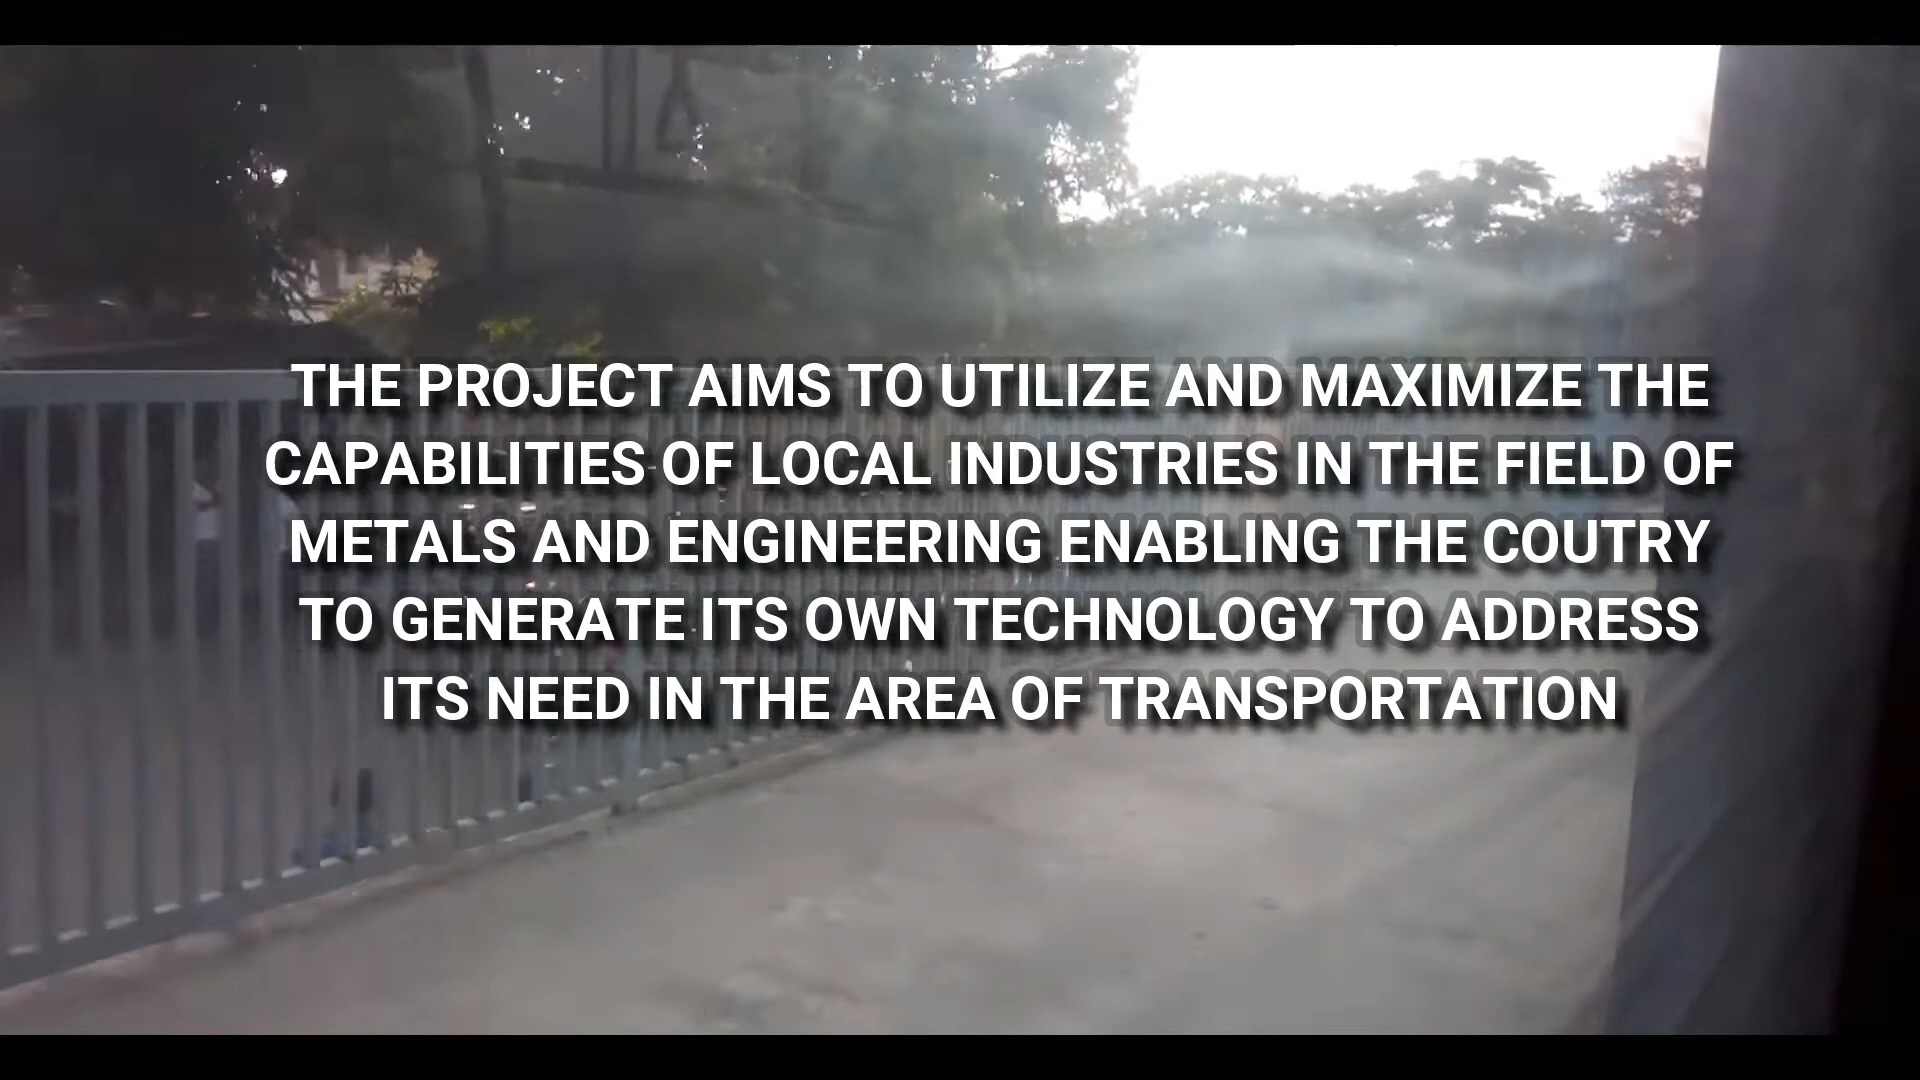 THE PROJECT AIMS TO UTILIZE AND MAXIMIZE THE
CAPABILITIES OF LOCAL INDUSTRIES IN THE FIELD OF
METALS AND ENGINEERING ENABLING THE COUTRY
TO GENERATE ITS OWN TECHNOLOGY TO ADDRESS
ITS NEED IN THE AREA OF TRANSPORTATION